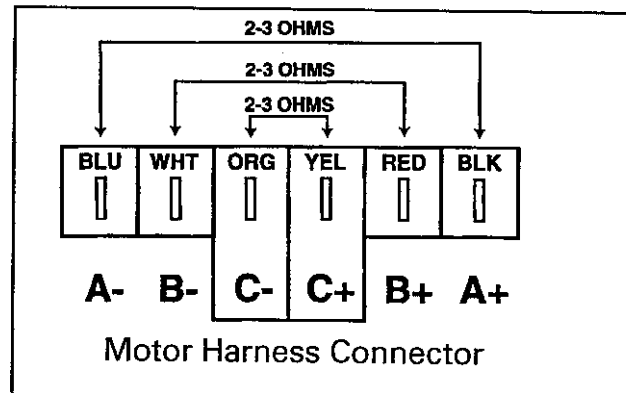 2-3 OHMS
2-3 OHMS
2-3 OHMS
BLU WHT ORG YEL RED BLK
A- B- C- C+ B+ A+
Motor Harness Connector